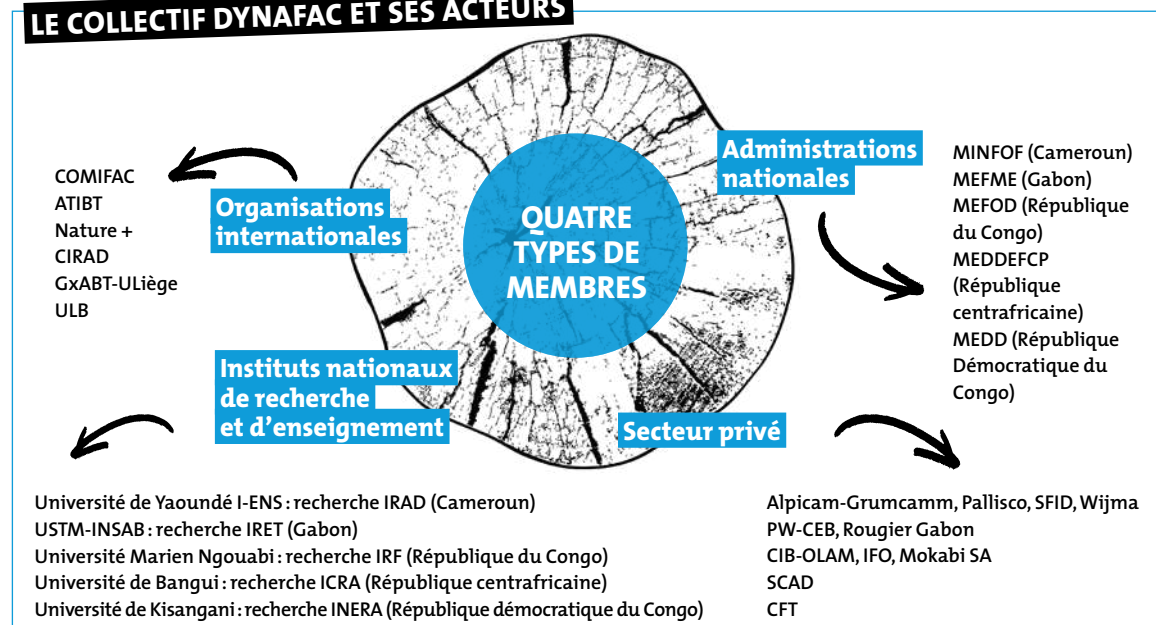 LE COLLECTIF DYNAFAC ET SES ACTEURS
QUATRE
TYPES DE
MEMBRES
Organisations
internationales
COMIFAC
ATIBT
Nature +
CIRAD
GxABT-ULiège
ULB
Administrations
nationales
MINFOF (Cameroun)
MEFME (Gabon)
MEFOD (République
du Congo)
MEDDEFCP
(République
centrafricaine)
MEDD (République
Démocratique du
Congo)
Instituts nationaux
de recherche
et d’enseignement
Université de Yaoundé I-ENS : recherche IRAD (Cameroun)
USTM-INSAB : recherche IRET (Gabon)
Université Marien Ngouabi : recherche IRF (République du Congo)
Université de Bangui : recherche ICRA (République centrafricaine)
Université de Kisangani : recherche INERA (République démocratique du Congo)
Secteur privé
Alpicam-Grumcamm, Pallisco, SFID, Wijma
PW-CEB, Rougier Gabon
CIB-OLAM, IFO, Mokabi SA
SCAD
CFT